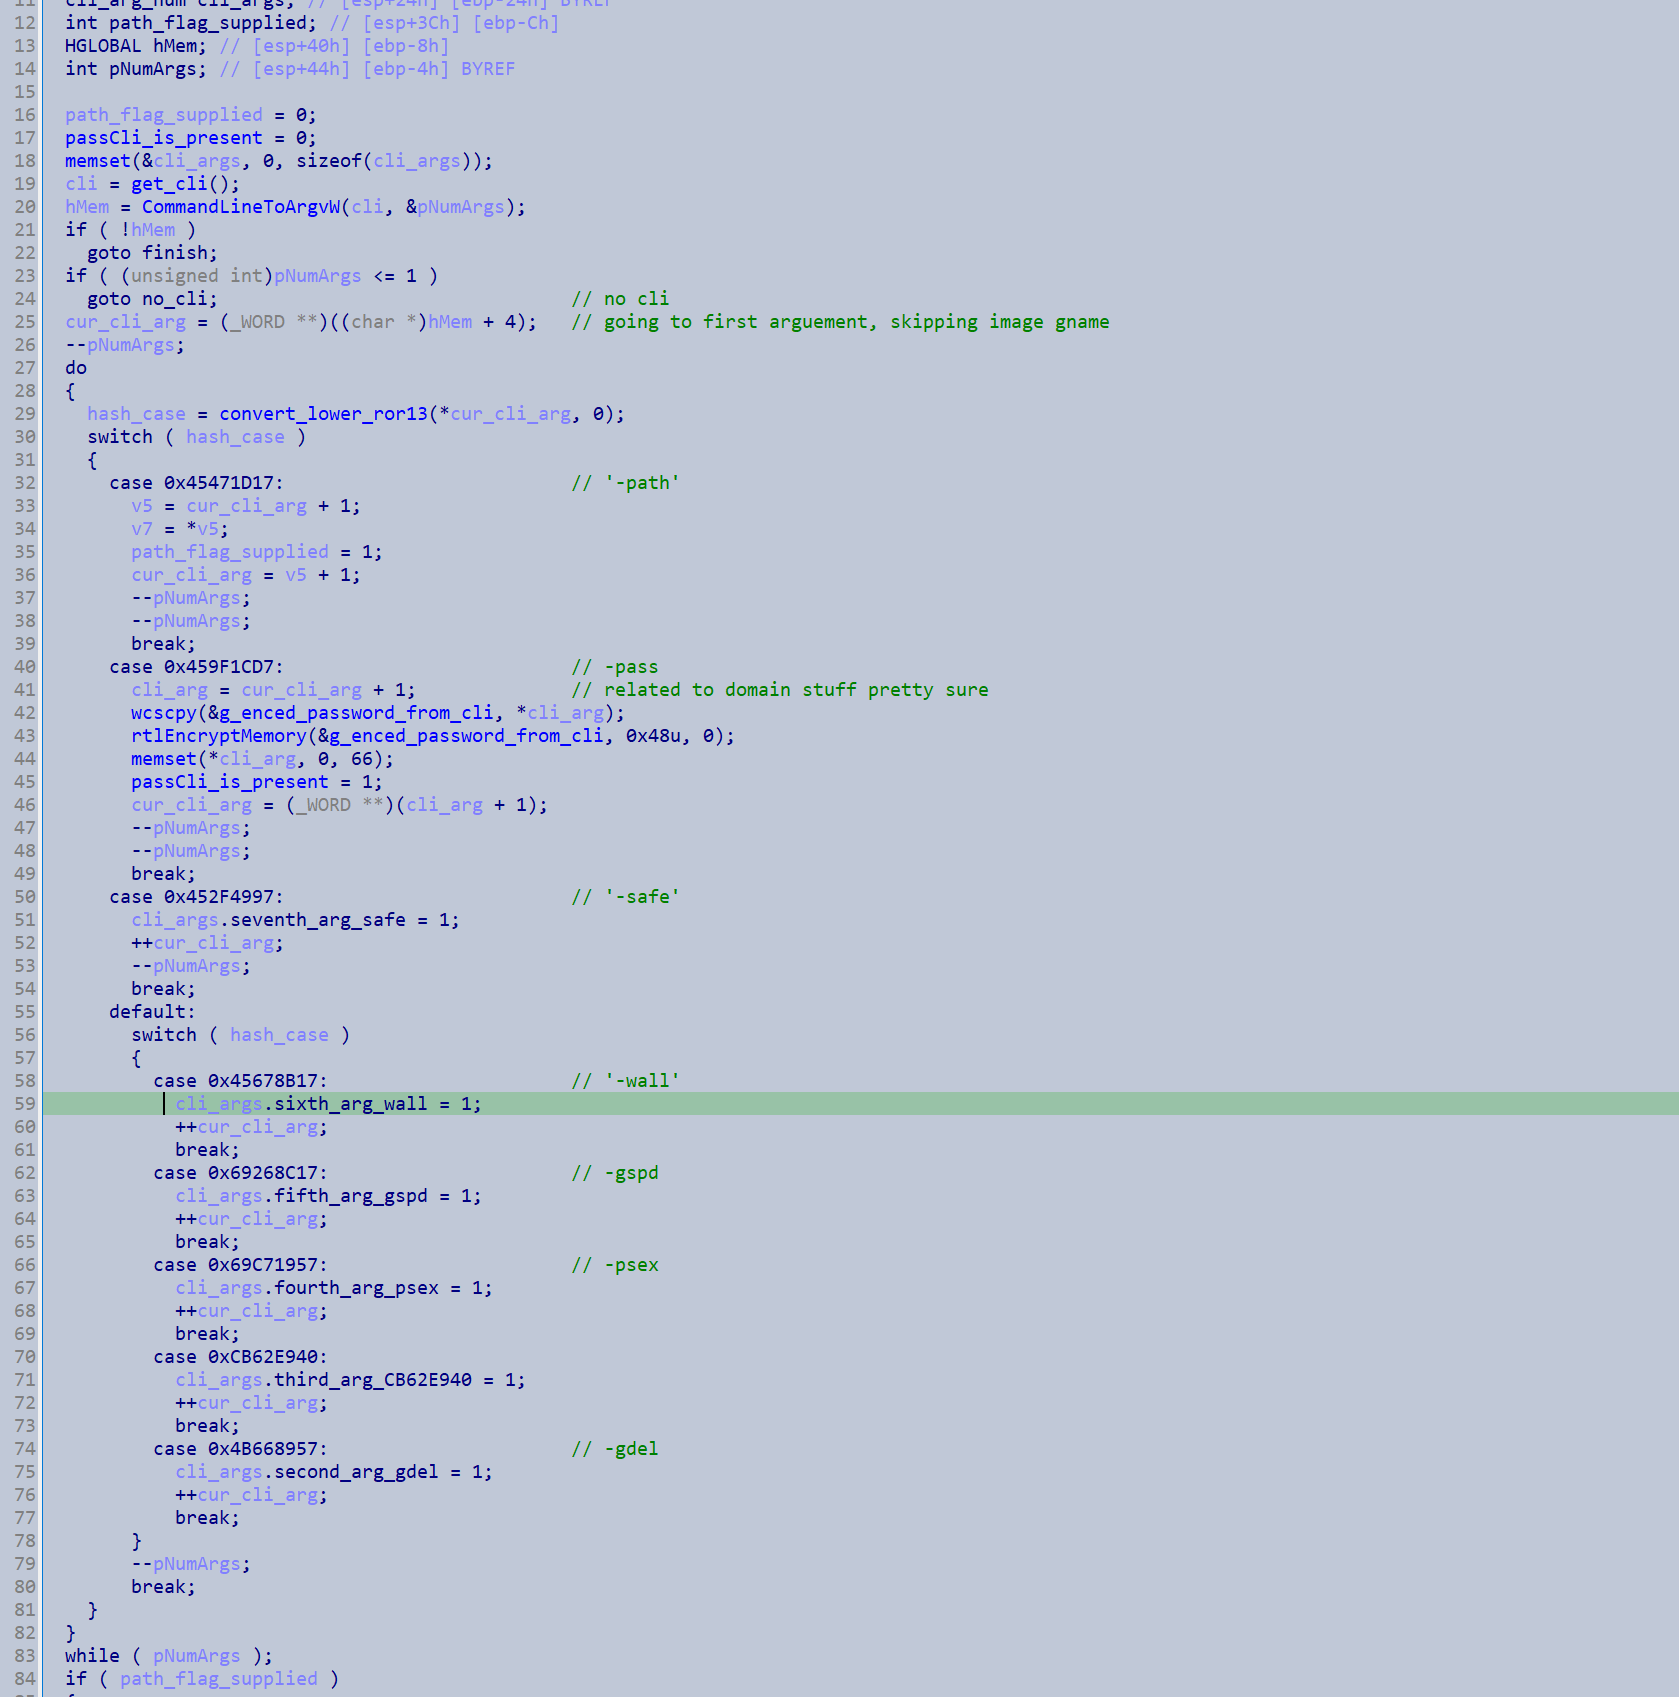 11 cli_arg_num cli_args; // [esp+24h] [ebp-24h] BYREF
12 int path_flag_supplied; // [esp+3Ch] [ebp-Ch]
13 HGLOBAL hMem; // [esp+40h] [ebp-8h]
14 int pNumArgs; // [esp+44h] [ebp-4h] BYREF
15
16 path_flag_supplied = 0;
17 passCli_is_present = 0;
18 memset(&cli_args, 0, sizeof(cli_args));
19 cli = get_cli();
20 hMem = CommandLineToArgvW(cli, &pNumArgs);
21 if ( !hMem )
22 goto finish;
23 if ( (unsigned int)pNumArgs <= 1 )
24 goto no_cli; // no cli
25 cur_cli_arg = (_WORD **)((char *)hMem + 4); // going to first arguement, skipping image gname
26 --pNumArgs;
27 do
28 {
29 hash_case = convert_lower_ror13(*cur_cli_arg, 0);
30 switch ( hash_case )
31 {
32 case 0x45471D17: // '-path'
33 v5 = cur_cli_arg + 1;
34 v7 = *v5;
35 path_flag_supplied = 1;
36 cur_cli_arg = v5 + 1;
37 --pNumArgs;
38 --pNumArgs;
39 break;
40 case 0x459F1CD7: // -pass
41 cli_arg = cur_cli_arg + 1; // related to domain stuff pretty sure
42 wcscpy(&g_enced_password_from_cli, *cli_arg);
43 rtlEncryptMemory(&g_enced_password_from_cli, 0x48u, 0);
44 memset(*cli_arg, 0, 66);
45 passCli_is_present = 1;
46 cur_cli_arg = (_WORD **)(cli_arg + 1);
47 --pNumArgs;
48 --pNumArgs;
49 break;
50 case 0x452F4997: // '-safe'
51 cli_args.seventh_arg_safe = 1;
52 ++cur_cli_arg;
53 --pNumArgs;
54 break;
55 default:
56 switch ( hash_case )
57 {
58 case 0x45678B17: // '-wall'
59 cli_args.sixth_arg_wall = 1;
60 ++cur_cli_arg;
61 break;
62 case 0x69268C17: // -gspd
63 cli_args.fifth_arg_gspd = 1;
64 ++cur_cli_arg;
65 break;
66 case 0x69C71957: // -psex
67 cli_args.fourth_arg_psex = 1;
68 ++cur_cli_arg;
69 break;
70 case 0xCB62E940:
71 cli_args.third_arg_CB62E940 = 1;
72 ++cur_cli_arg;
73 break;
74 case 0x4B668957: // -gdel
75 cli_args.second_arg_gdel = 1;
76 ++cur_cli_arg;
77 break;
78 }
79 --pNumArgs;
80 break;
81 }
82 }
83 while ( pNumArgs );
84 if ( path_flag_supplied )